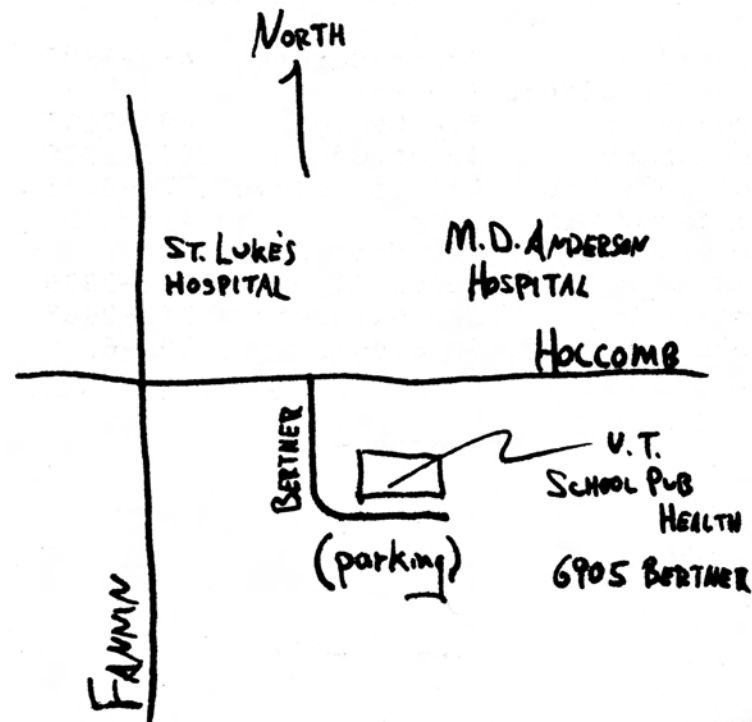 NORTH
ST. LUKE'S
HOSPITAL
M.D. ANDERSON
HOSPITAL
HOLCOMB
BERTNER
U.T.
SCHOOL PUB
HEALTH
(parking)
6905 BERTNER
FANNIN